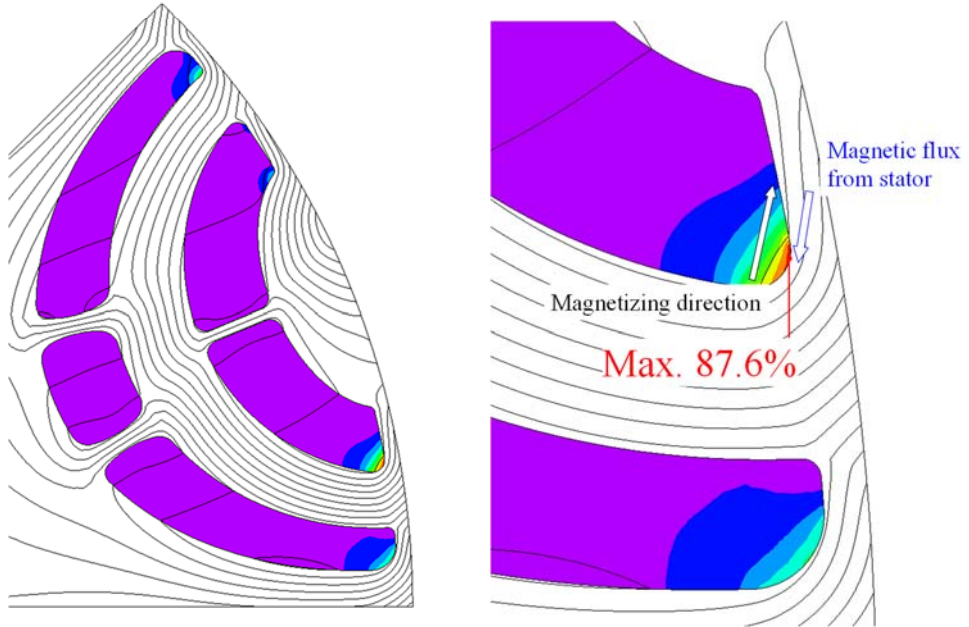 Magnetic flux
from stator
Magnetizing direction
Max. 87.6%